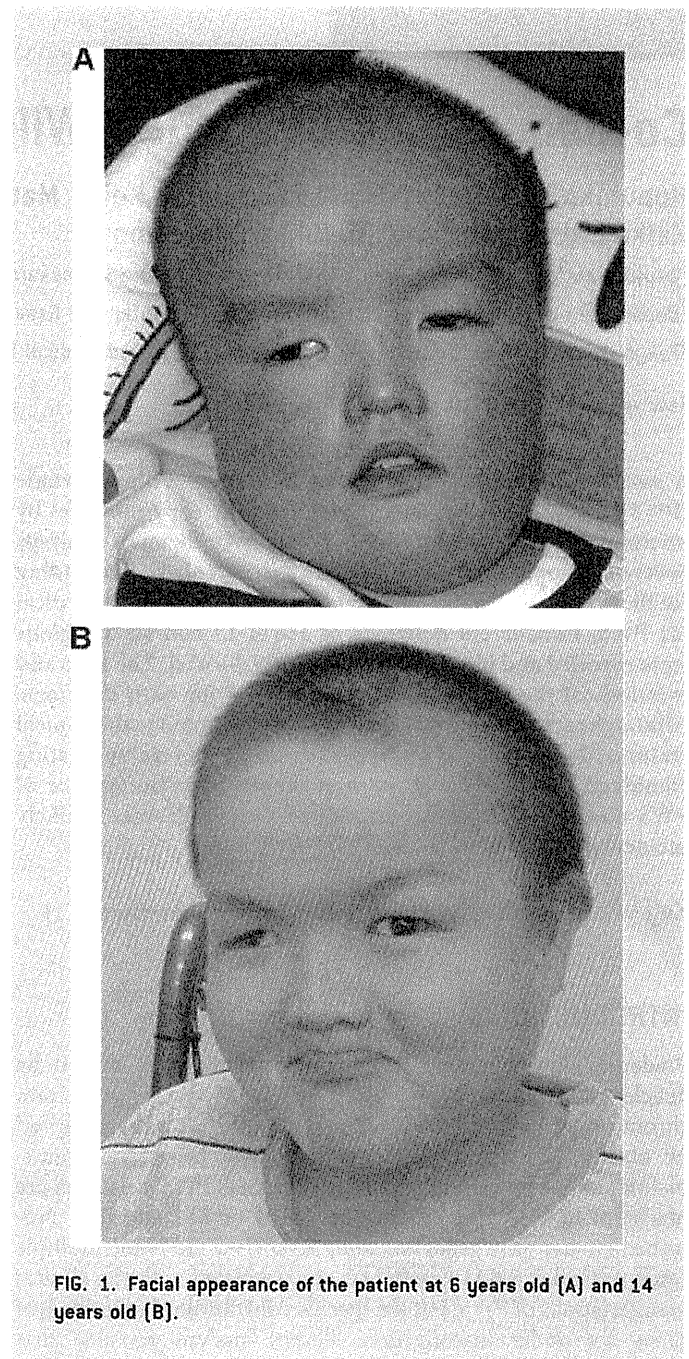 A
B
FIG. 1. Facial appearance of the patient at 6 years old (A) and 14
years old (B).